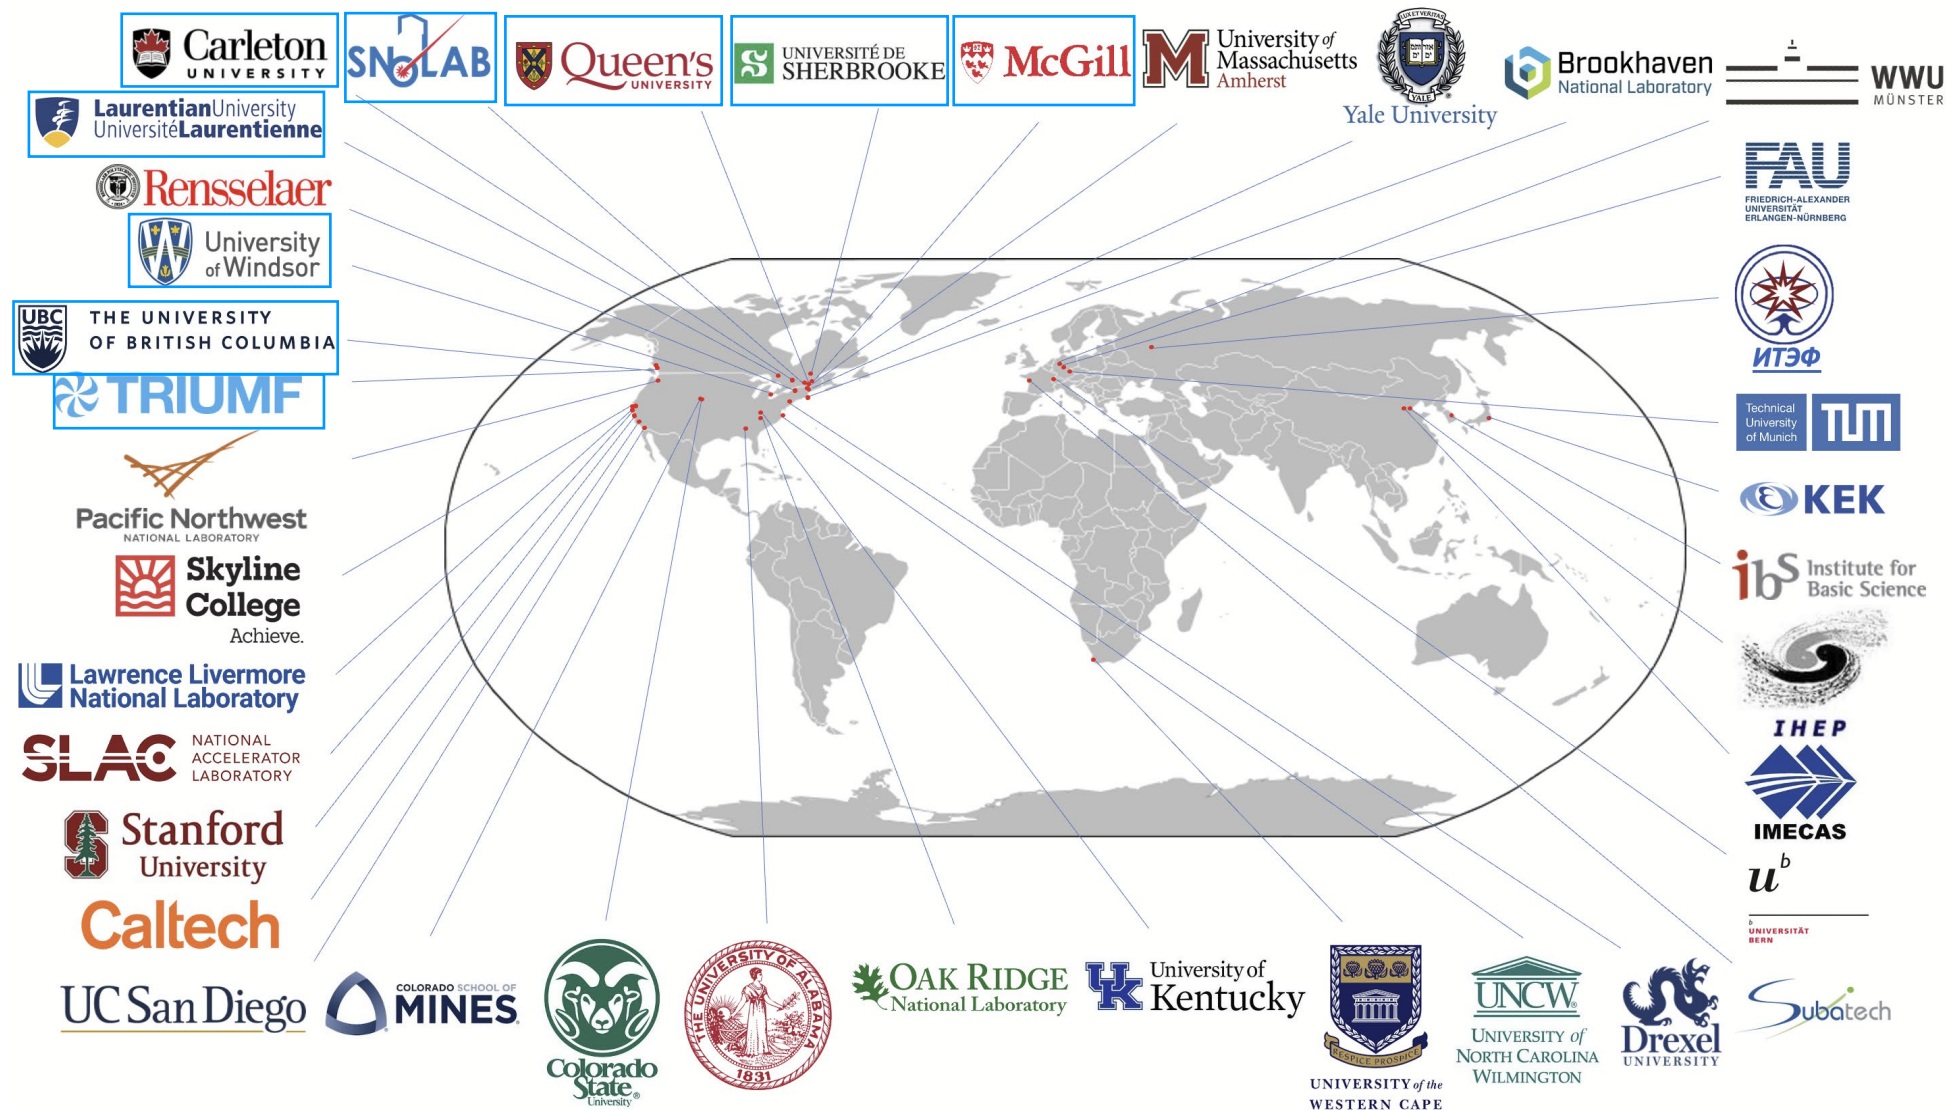 Carleton
UNIVERSITY
SNOLAB
Queen's
UNIVERSITY
UNIVERSITÉ DE
SHERBROOKE
McGill
University of
Massachusetts
Amherst
LUX ET VERITAS
YALE
Yale University
Brookhaven
National Laboratory
WWU
MÜNSTER
LaurentianUniversity
UniversitéLaurentienne
Rensselaer
University
of Windsor
UBC
THE UNIVERSITY
OF BRITISH COLUMBIA
TRIUMF
Pacific Northwest
NATIONAL LABORATORY
Skyline
College
Achieve.
Lawrence Livermore
National Laboratory
SLAC
NATIONAL
ACCELERATOR
LABORATORY
Stanford
University
Caltech
UC San Diego
COLORADO SCHOOL OF
MINES
Colorado
State
University
THE UNIVERSITY OF ALABAMA
1831
OAK RIDGE
National Laboratory
UK
University of
Kentucky
RESPICE PROSPICE
UNIVERSITY of the
WESTERN CAPE
UNCW
UNIVERSITY of
NORTH CAROLINA
WILMINGTON
Drexel
UNIVERSITY
FAU
FRIEDRICH-ALEXANDER
UNIVERSITÄT
ERLANGEN-NÜRNBERG
ИТЭФ
Technical
University
of Munich
TUM
KEK
ibS Institute for
Basic Science
IHEP
IMECAS
u^b
b
UNIVERSITÄT
BERN
Subatech